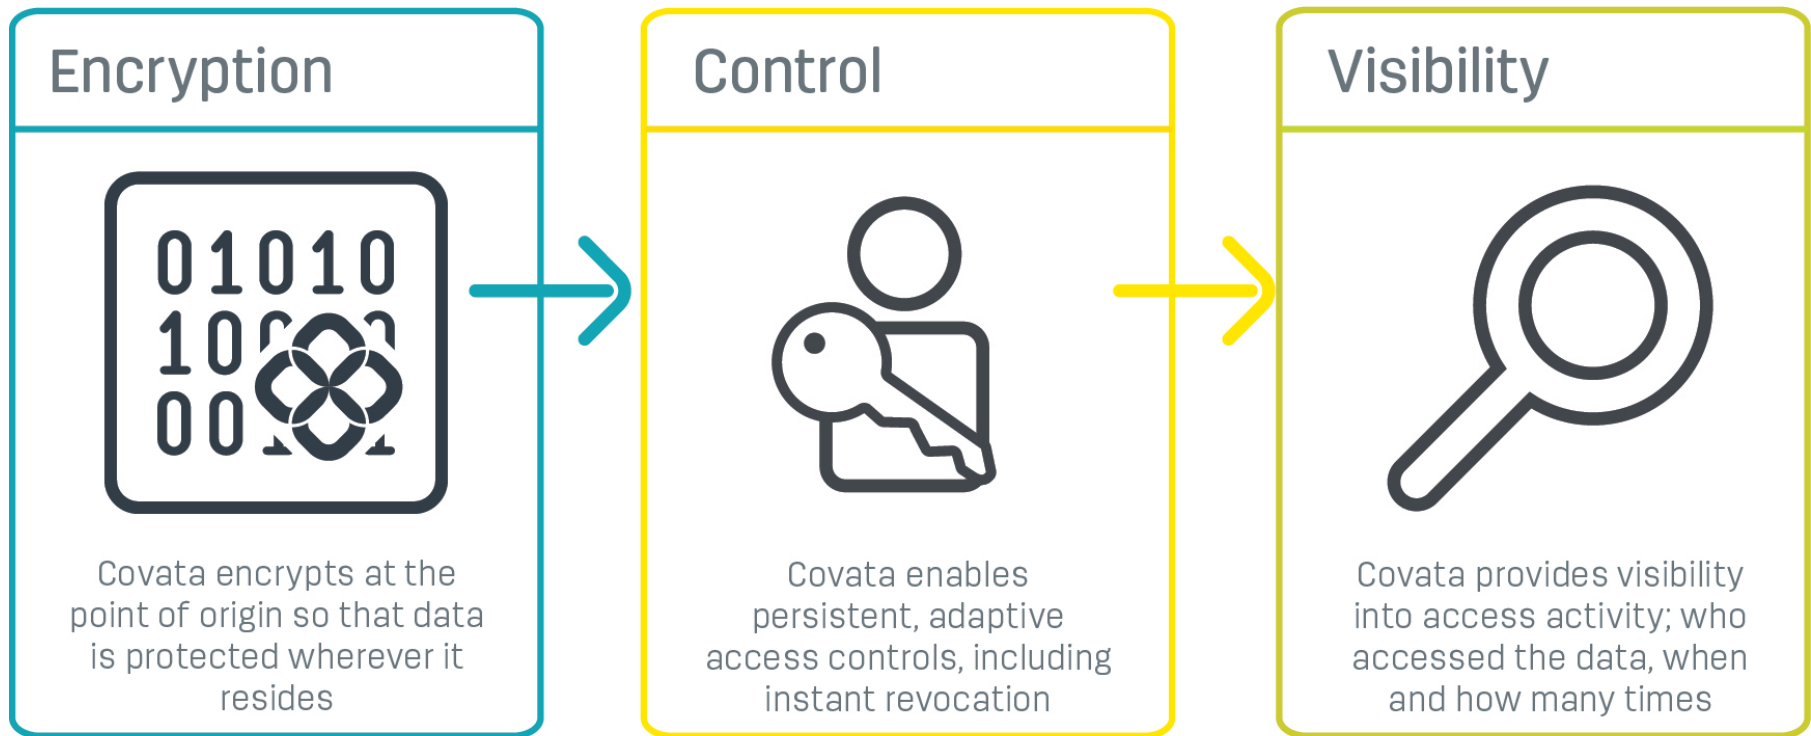 Encryption
01010
10
00
Covata encrypts at the
point of origin so that data
is protected wherever it
resides
Control
Covata enables
persistent, adaptive
access controls, including
instant revocation
Visibility
Covata provides visibility
into access activity; who
accessed the data, when
and how many times